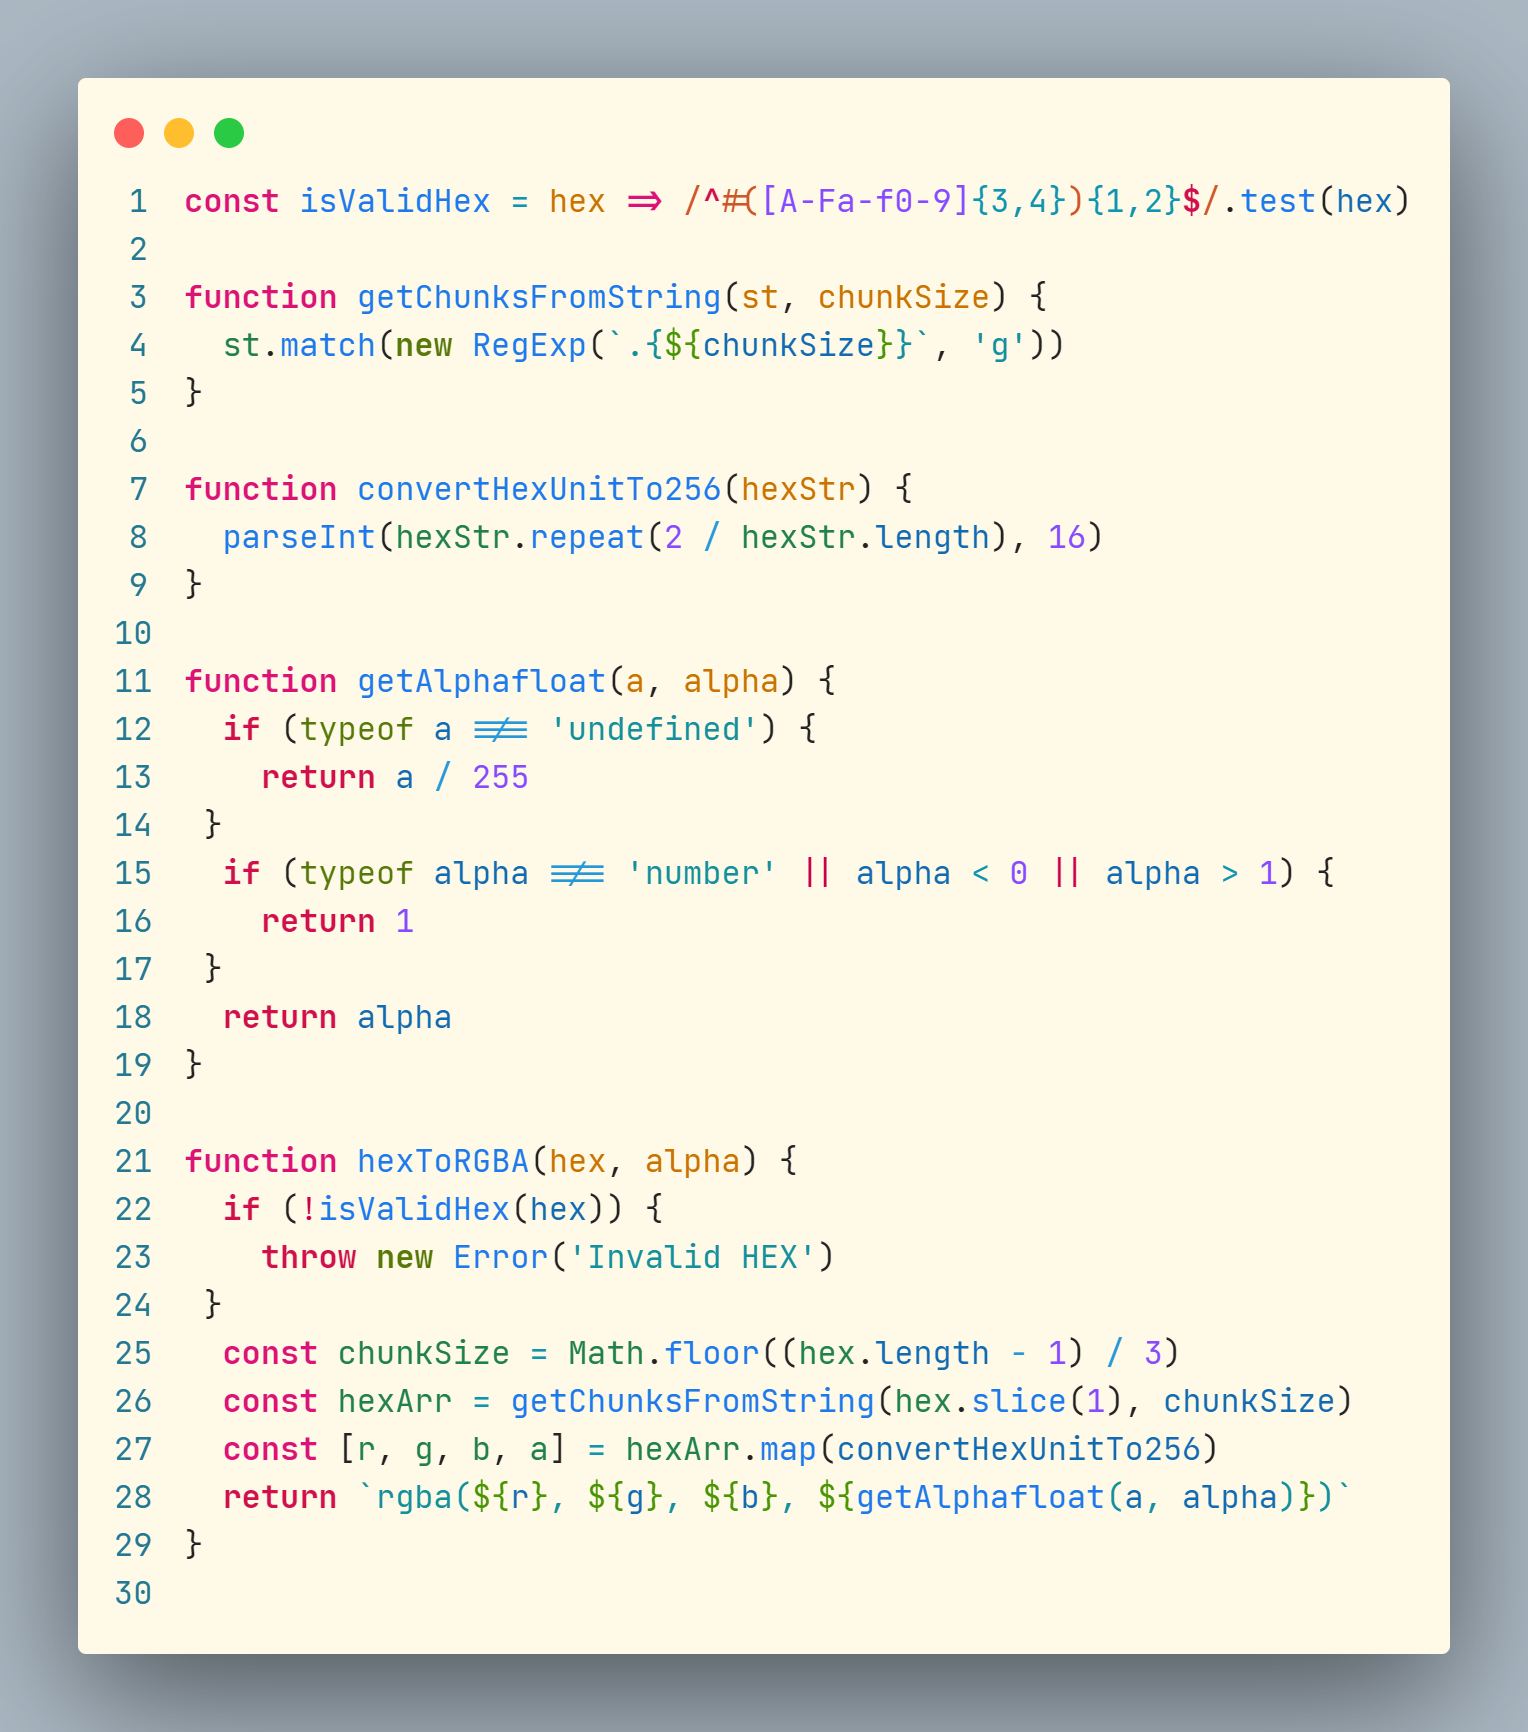 1 const isValidHex = hex => /^#([A-Fa-f0-9]{3,4}){1,2}$/.test(hex)
2
3 function getChunksFromString(st, chunkSize) {
4   st.match(new RegExp(`.{${chunkSize}}`, 'g'))
5 }
6
7 function convertHexUnitTo256(hexStr) {
8   parseInt(hexStr.repeat(2 / hexStr.length), 16)
9 }
10
11 function getAlphafloat(a, alpha) {
12   if (typeof a !== 'undefined') {
13     return a / 255
14  }
15   if (typeof alpha !== 'number' || alpha < 0 || alpha > 1) {
16     return 1
17  }
18   return alpha
19 }
20
21 function hexToRGBA(hex, alpha) {
22   if (!isValidHex(hex)) {
23     throw new Error('Invalid HEX')
24  }
25   const chunkSize = Math.floor((hex.length - 1) / 3)
26   const hexArr = getChunksFromString(hex.slice(1), chunkSize)
27   const [r, g, b, a] = hexArr.map(convertHexUnitTo256)
28   return `rgba(${r}, ${g}, ${b}, ${getAlphafloat(a, alpha)})`
29 }
30